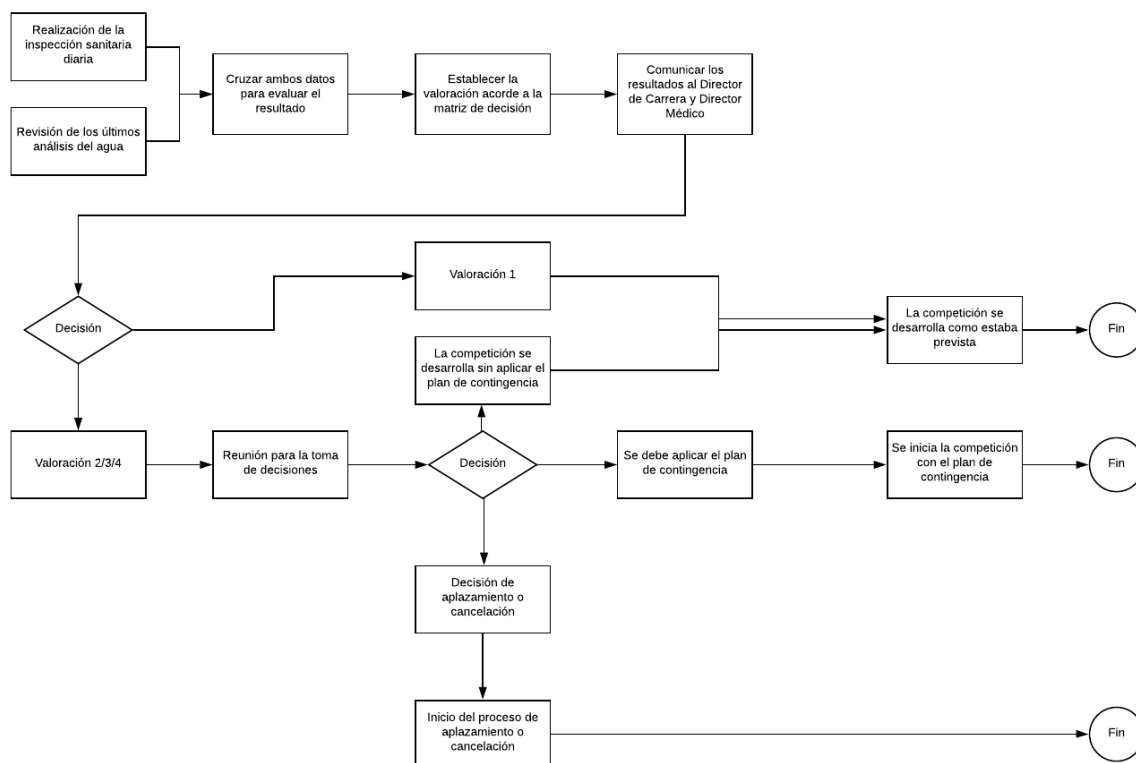 Realización de la
inspección sanitaria
diaria
Revisión de los últimos
análisis del agua
Cruzar ambos datos
para evaluar el
resultado
Establecer la
valoración acorde a la
matriz de decisión
Comunicar los
resultados al Director
de Carrera y Director
Médico
Decisión
Valoración 1
La competición se
desarrolla sin aplicar el
plan de contingencia
La competición se
desarrolla como estaba
prevista
Fin
Valoración 2/3/4
Reunión para la toma
de decisiones
Decisión
Se debe aplicar el plan
de contingencia
Se inicia la competición
con el plan de
contingencia
Fin
Decisión de
aplazamiento o
cancelación
Inicio del proceso de
aplazamiento o
cancelación
Fin